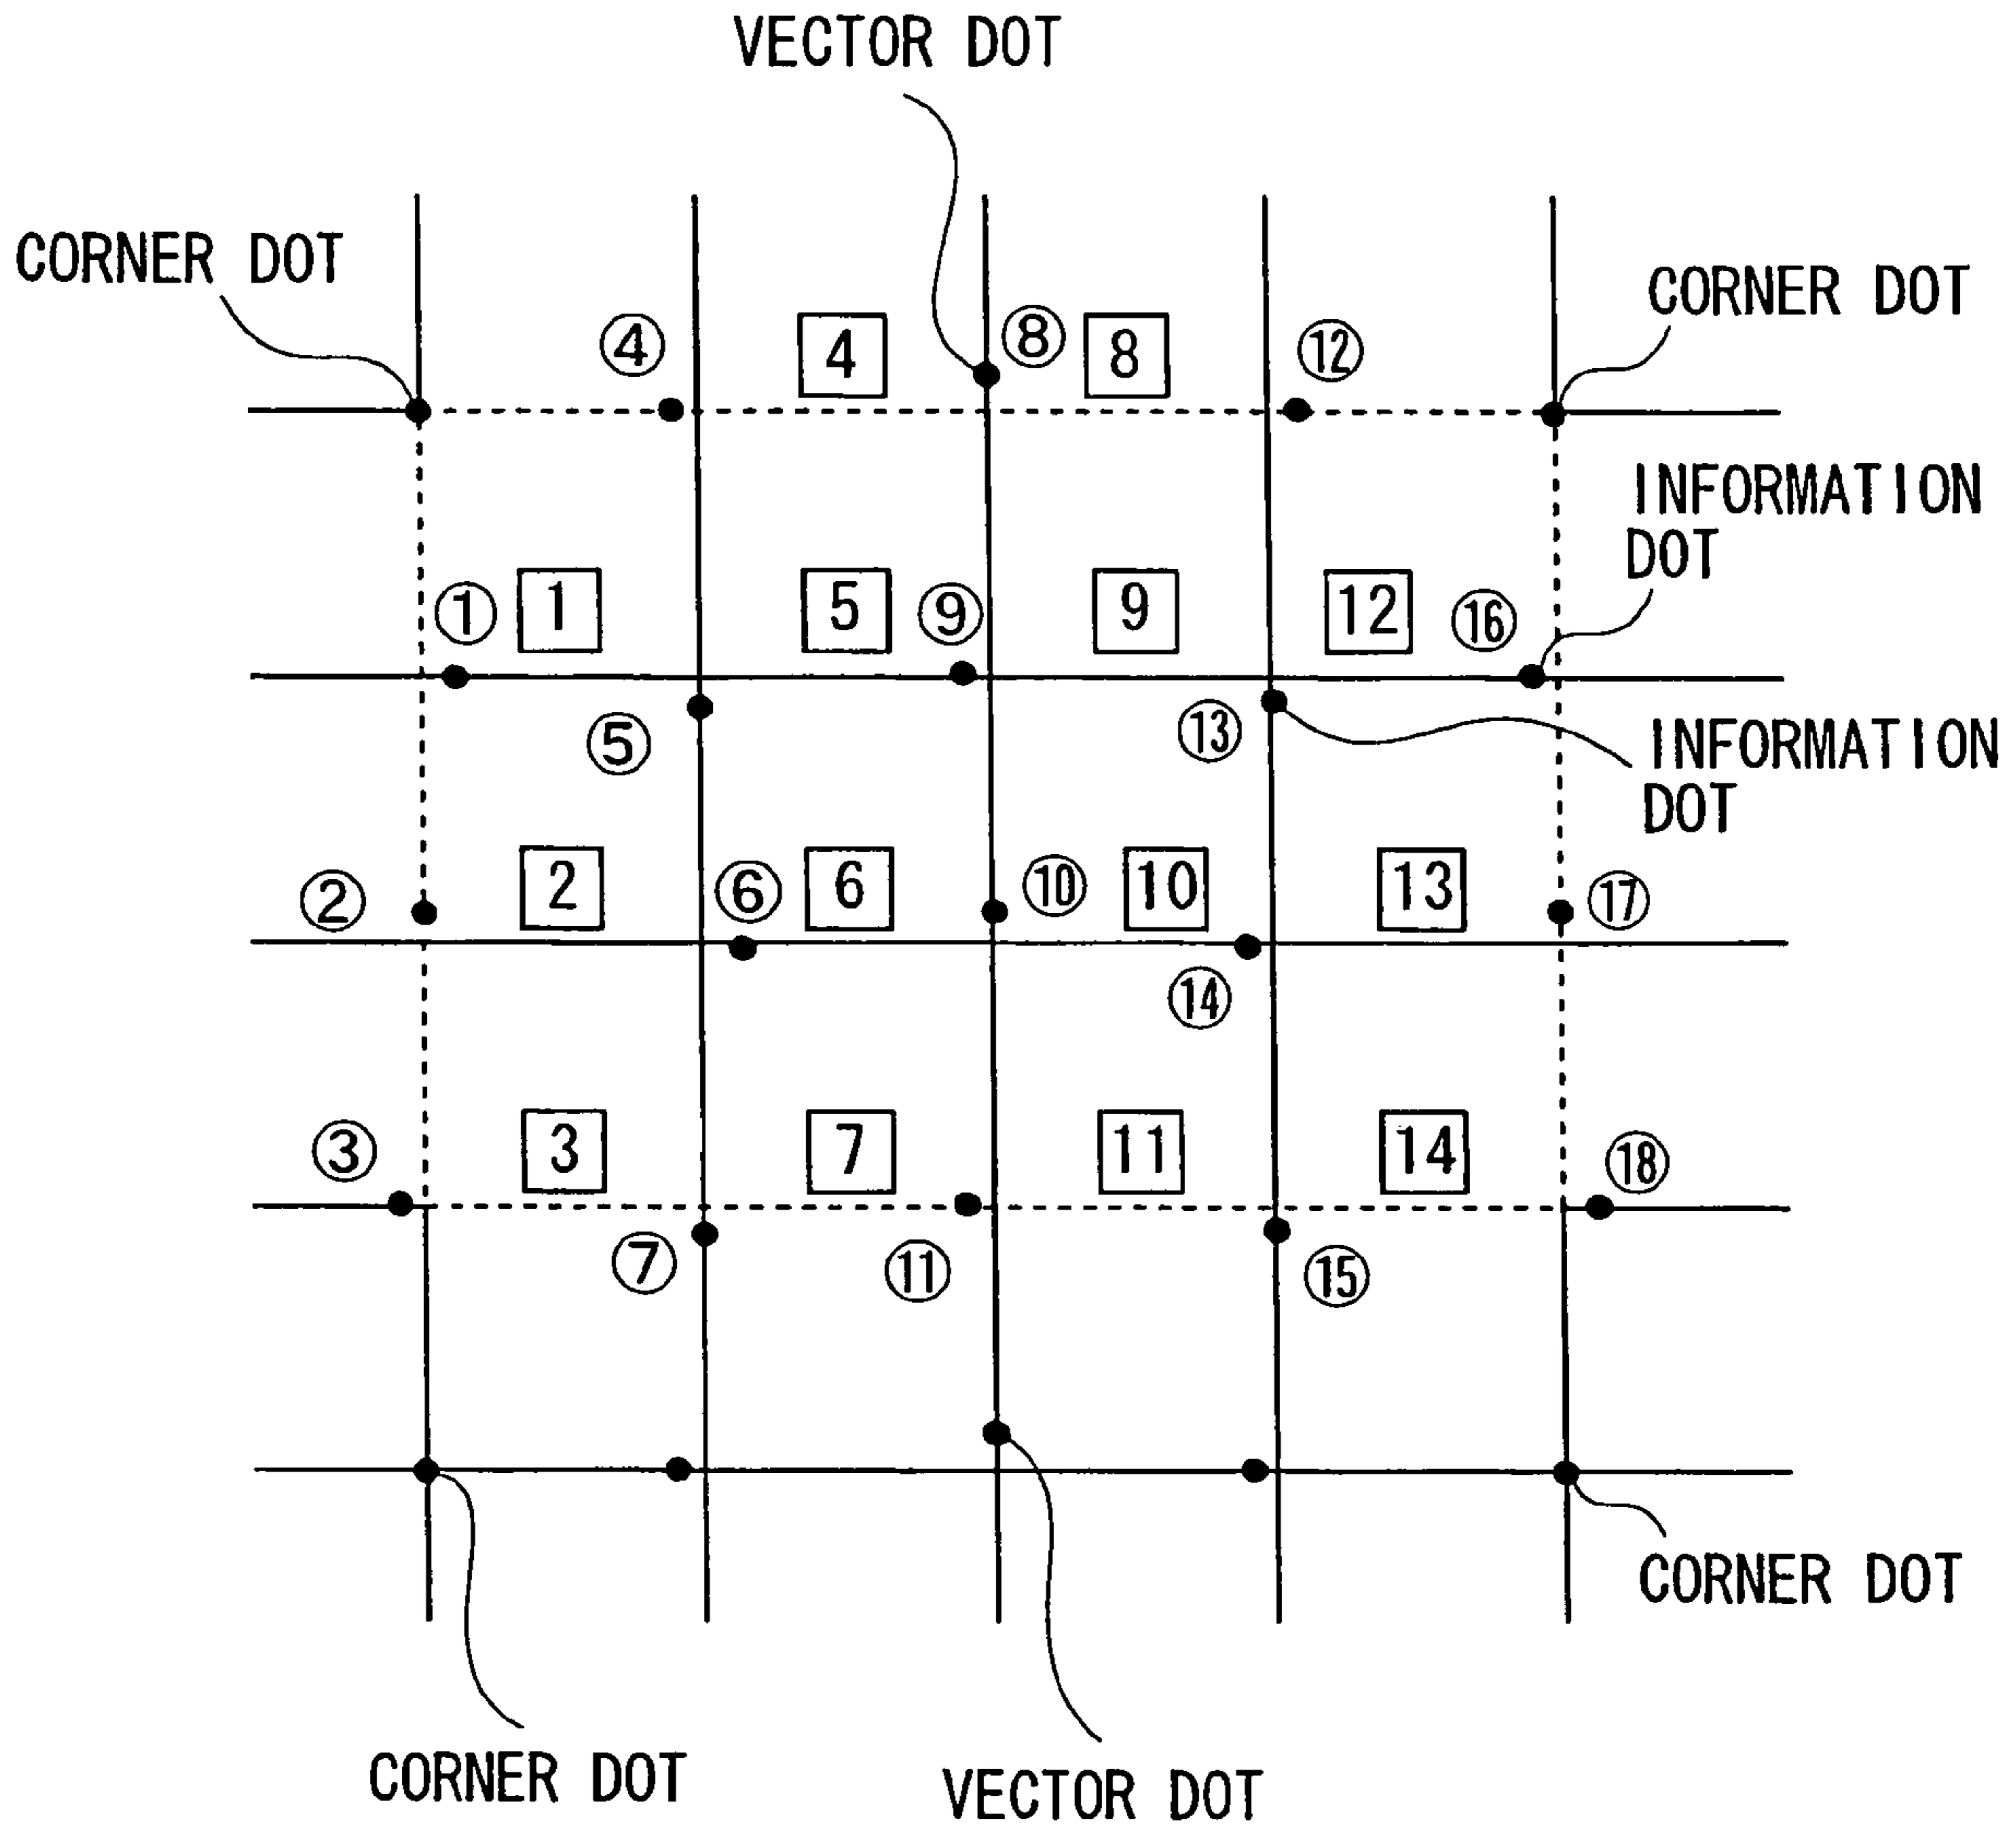 VECTOR DOT
CORNER DOT
CORNER DOT
④ 4 ⑧ 8 ⑫
INFORMATION
DOT
① 1 5 ⑨ 9 12 ⑯
⑤ ⑬
INFORMATION
DOT
② 2 ⑥ 6 ⑩ 10 13 ⑰
⑭
③ 3 7 11 14 ⑱
⑦ ⑪ ⑮
CORNER DOT
CORNER DOT
VECTOR DOT